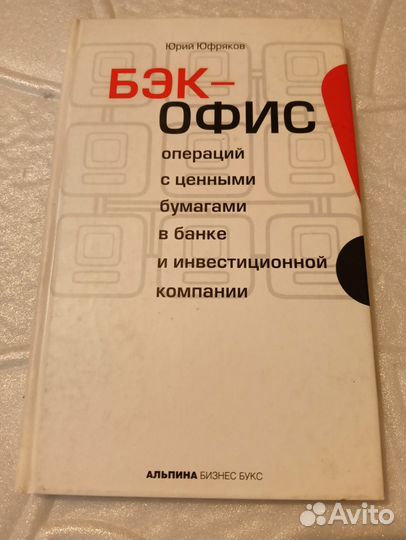 Юрий Юфряков
БЭК-
ОФИС
операций
с ценными
бумагами
в банке
и инвестиционной
компании
АЛЬПИНА БИЗНЕС БУКС
Avito